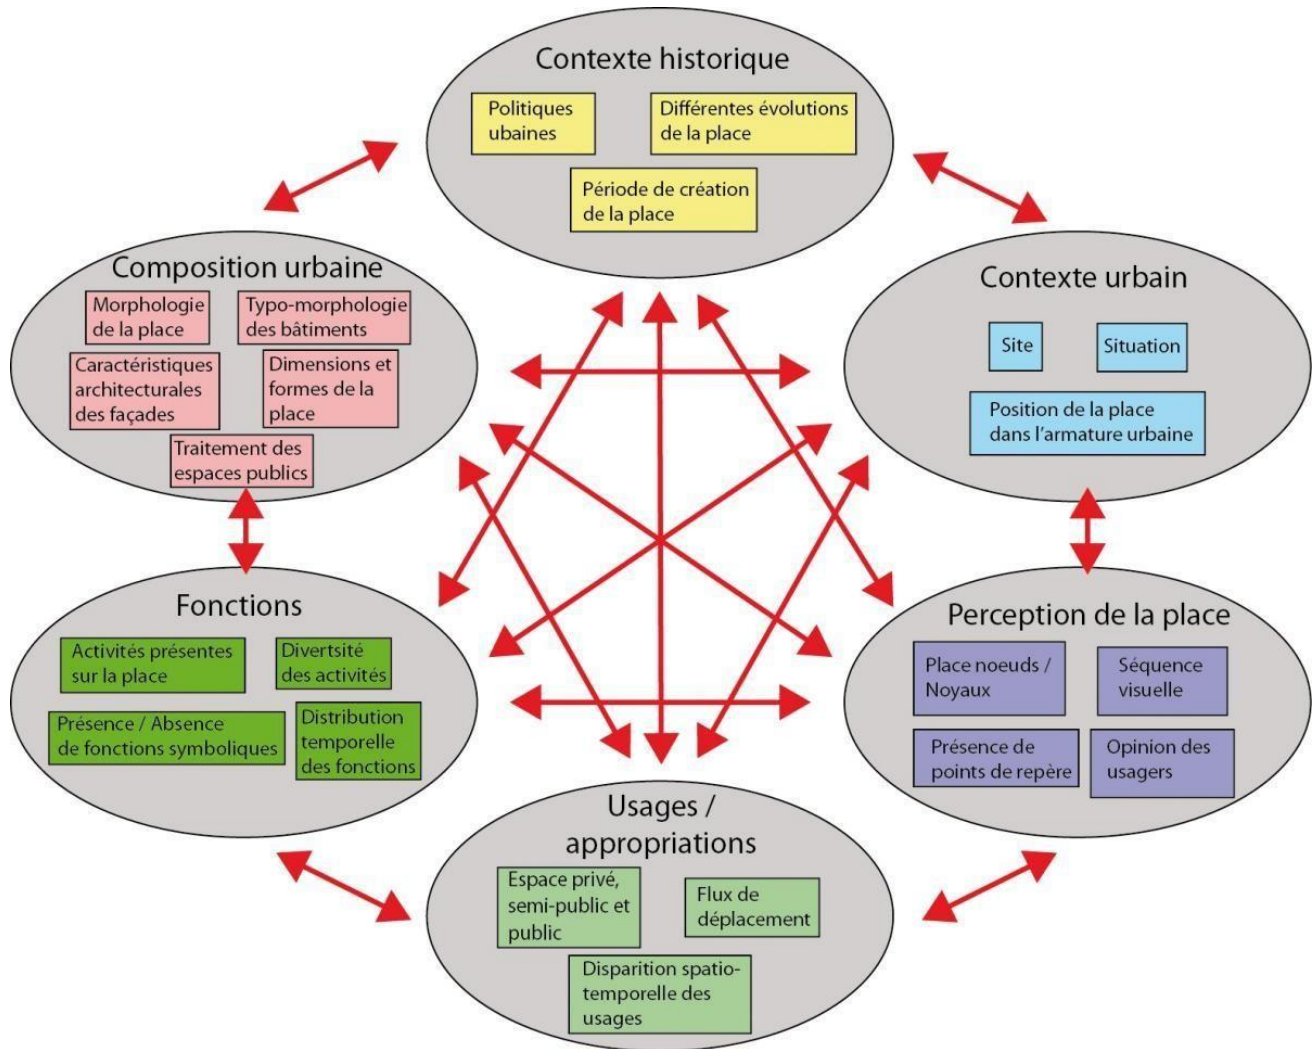 Contexte historique
Politiques
ubaines
Différentes évolutions
de la place
Période de création
de la place
Composition urbaine
Morphologie
de la place
Typo-morphologie
des bâtiments
Caractéristiques
architecturales
des façades
Dimensions et
formes de la
place
Traitement des
espaces publics
Contexte urbain
Site
Situation
Position de la place
dans l'armature urbaine
Fonctions
Activités présentes
sur la place
Divertsité
des activités
Présence / Absence
de fonctions symboliques
Distribution
temporelle
des fonctions
Perception de la place
Place noeuds /
Noyaux
Séquence
visuelle
Présence de
points de repère
Opinion des
usagers
Usages /
appropriations
Espace privé,
semi-public et
public
Flux de
déplacement
Disparition spatio-
temporelle des
usages